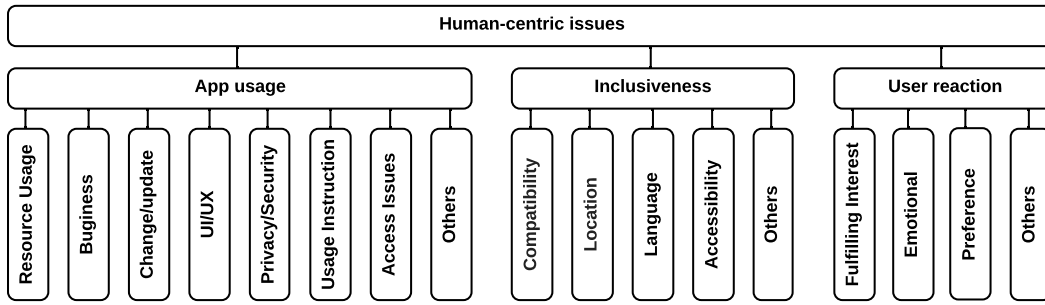 Human-centric issues
App usage
Inclusiveness
User reaction
Resource Usage
Buginess
Change/update
UI/UX
Privacy/Security
Usage Instruction
Access Issues
Others
Compatibility
Location
Language
Accessibility
Others
Fulfilling Interest
Emotional
Preference
Others